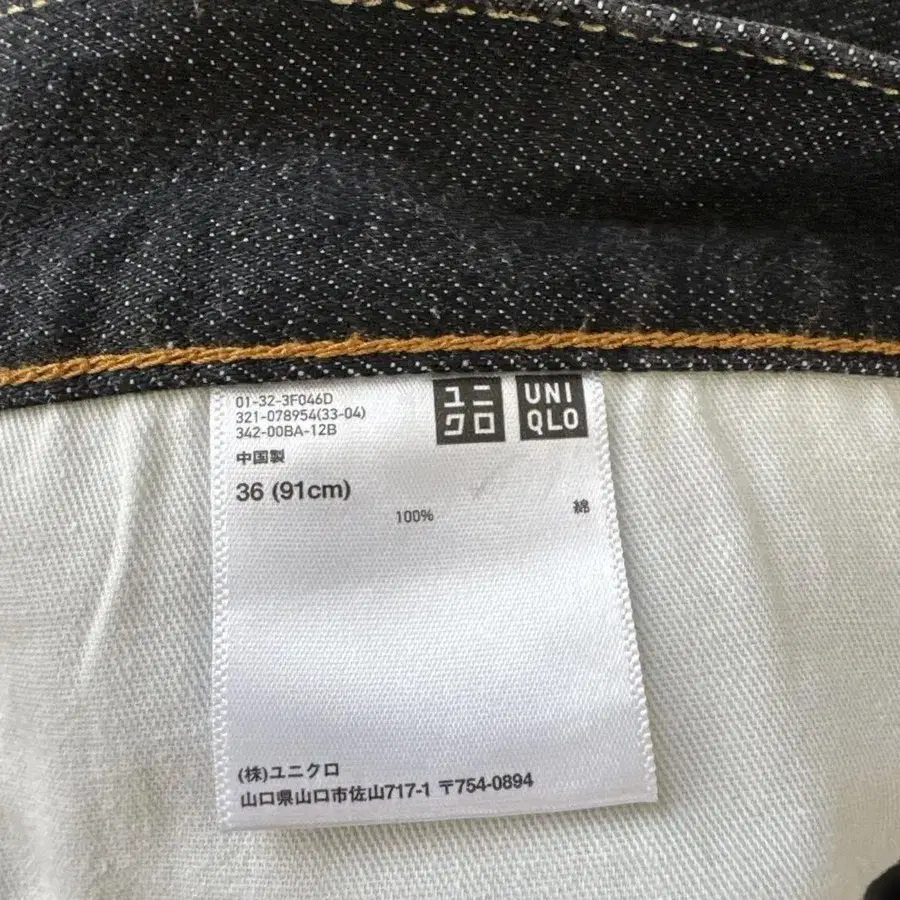 01-32-3F046D
321-078954(33-04)
342-00BA-12B
ユニ
クロ
UNI
QLO
中国製
36 (91cm)
100% 綿
(株)ユニクロ
山口県山口市佐山717-1 〒754-0894